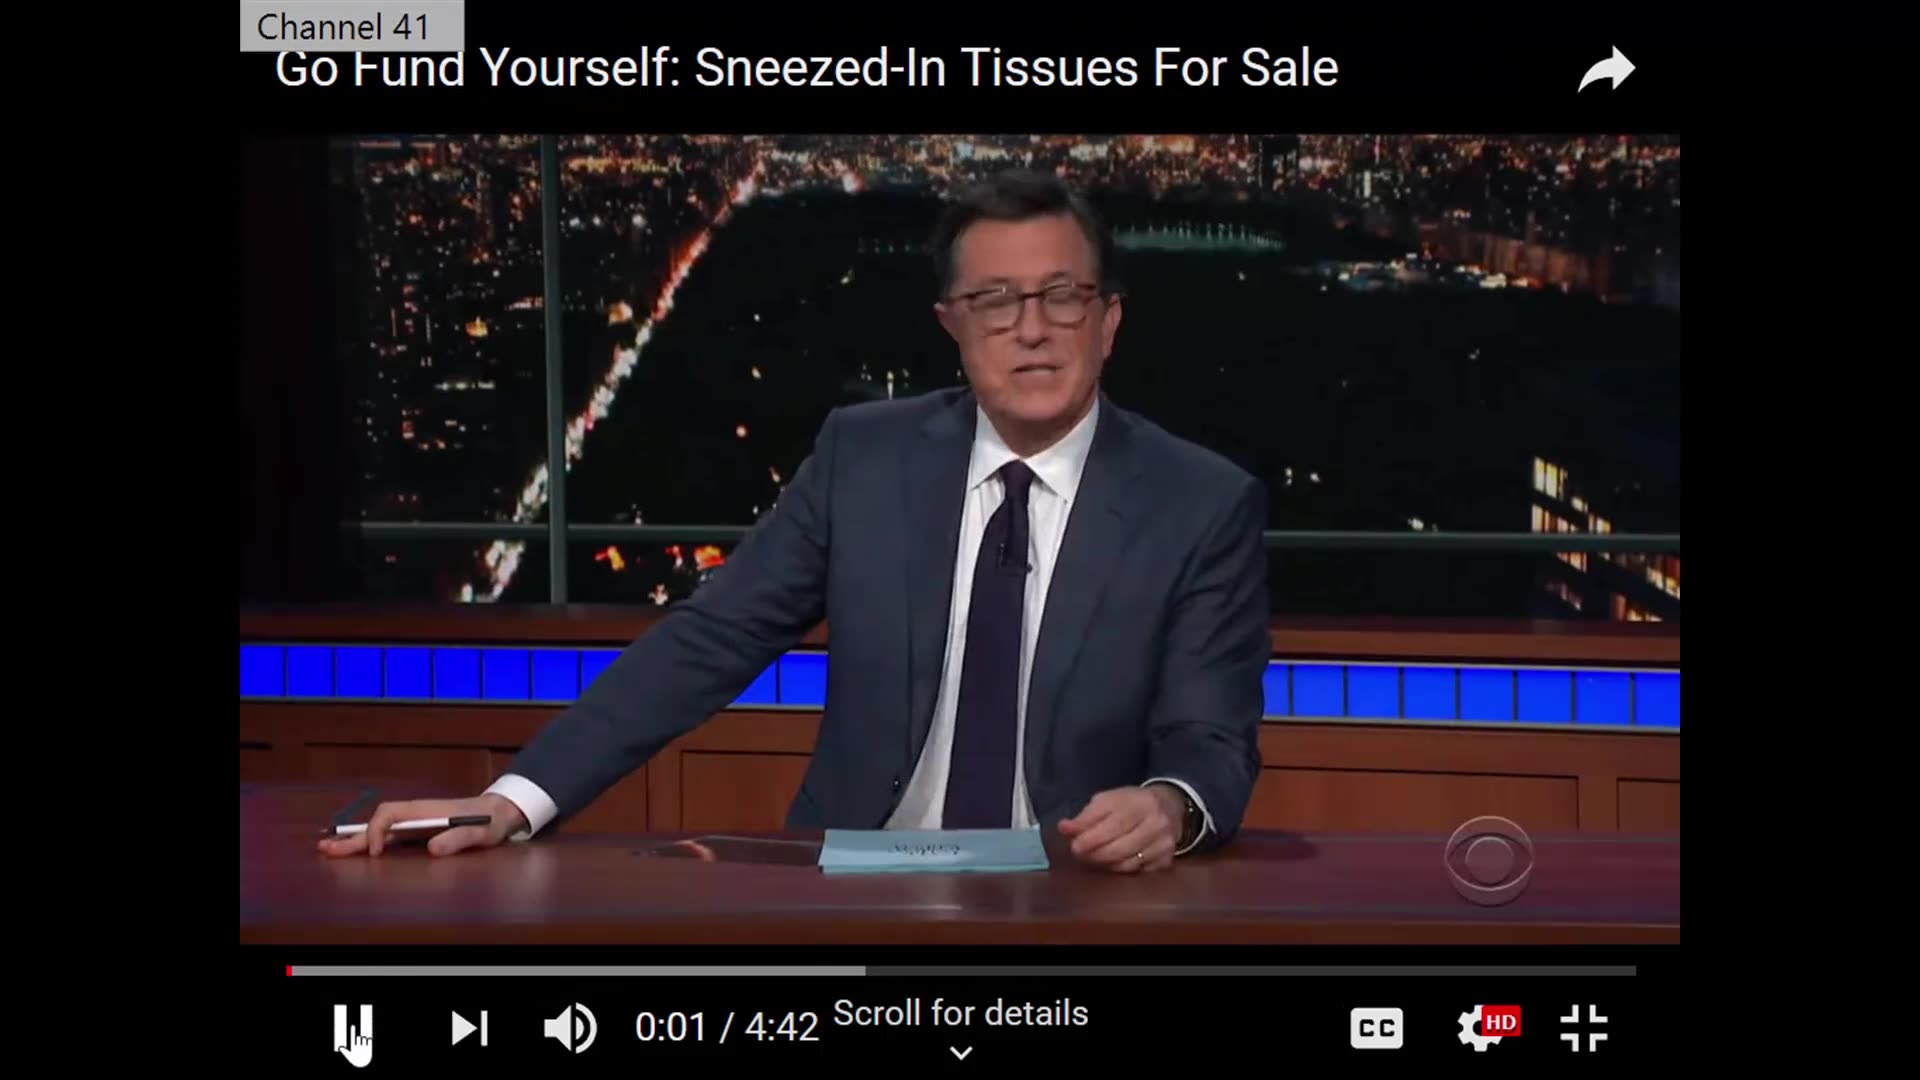 Channel 41
Go Fund Yourself: Sneezed-In Tissues For Sale
0:01 / 4:42
Scroll for details
CC
HD